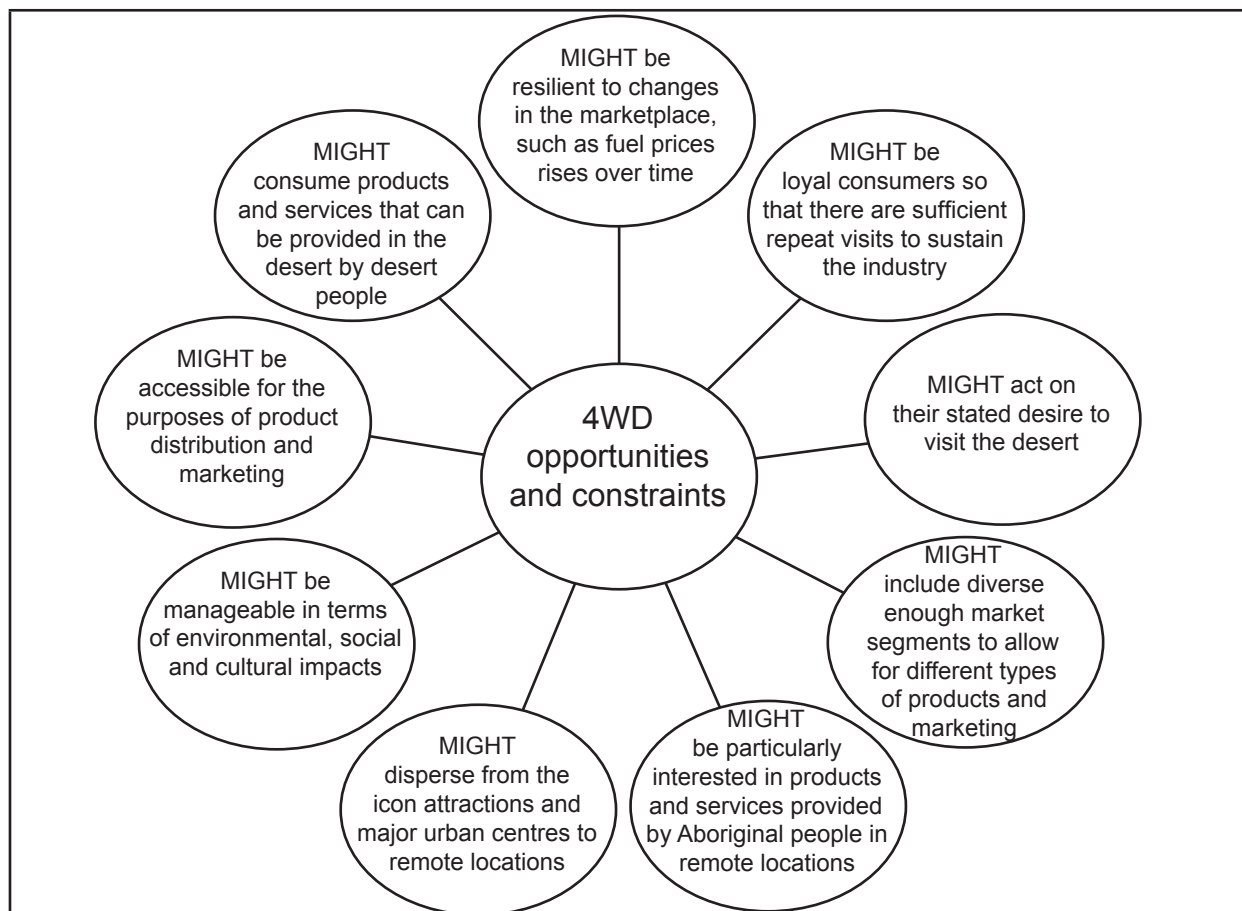 MIGHT be
resilient to changes
in the marketplace,
such as fuel prices
rises over time
MIGHT be
loyal consumers so
that there are sufficient
repeat visits to sustain
the industry
MIGHT act on
their stated desire to
visit the desert
MIGHT
include diverse
enough market
segments to allow
for different types
of products and
marketing
MIGHT
be particularly
interested in products
and services provided
by Aboriginal people in
remote locations
MIGHT
disperse from the
icon attractions and
major urban centres to
remote locations
MIGHT be
manageable in terms
of environmental, social
and cultural impacts
MIGHT be
accessible for the
purposes of product
distribution and
marketing
MIGHT
consume products
and services that can
be provided in the
desert by desert
people
4WD
opportunities
and constraints